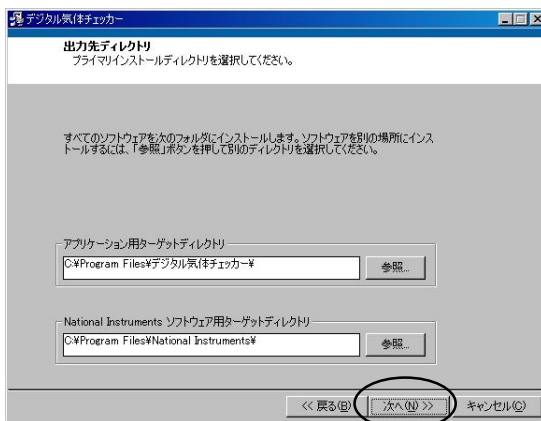 デジタル気体チェッカー
出力先ディレクトリ
プライマリインストールディレクトリを選択してください。
すべてのソフトウェアを次のフォルダにインストールします。ソフトウェアを別の場所にインス
トールするには、「参照」ボタンを押して別のディレクトリを選択してください。
アプリケーション用ターゲットディレクトリ
C:¥Program Files¥デジタル気体チェッカー¥
参照...
National Instruments ソフトウェア用ターゲットディレクトリ
C:¥Program Files¥National Instruments¥
参照...
<< 戻る(B) 次へ(N) >> キャンセル(C)